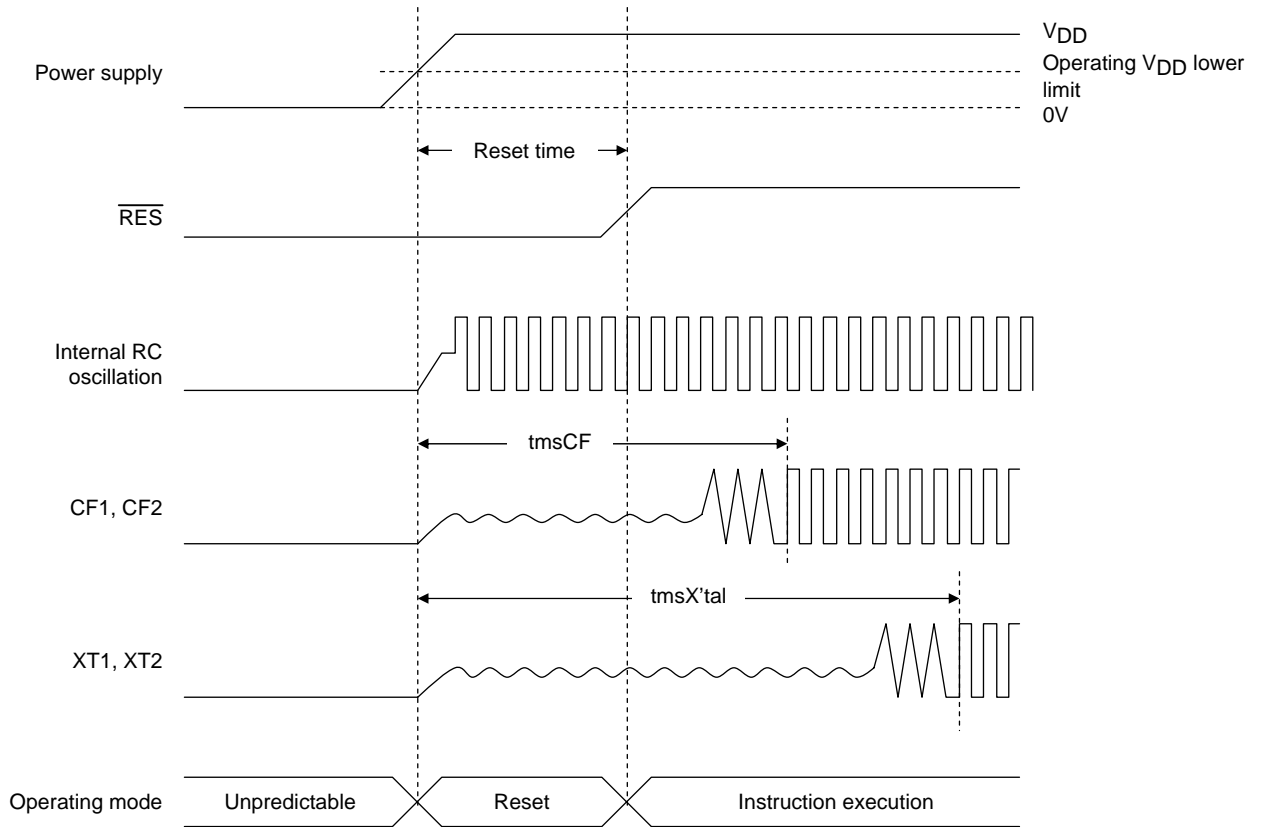 Power supply
VDD
Operating VDD lower
limit
0V
Reset time
RES
Internal RC
oscillation
tmsCF
CF1, CF2
tmsX’tal
XT1, XT2
Operating mode
Unpredictable
Reset
Instruction execution